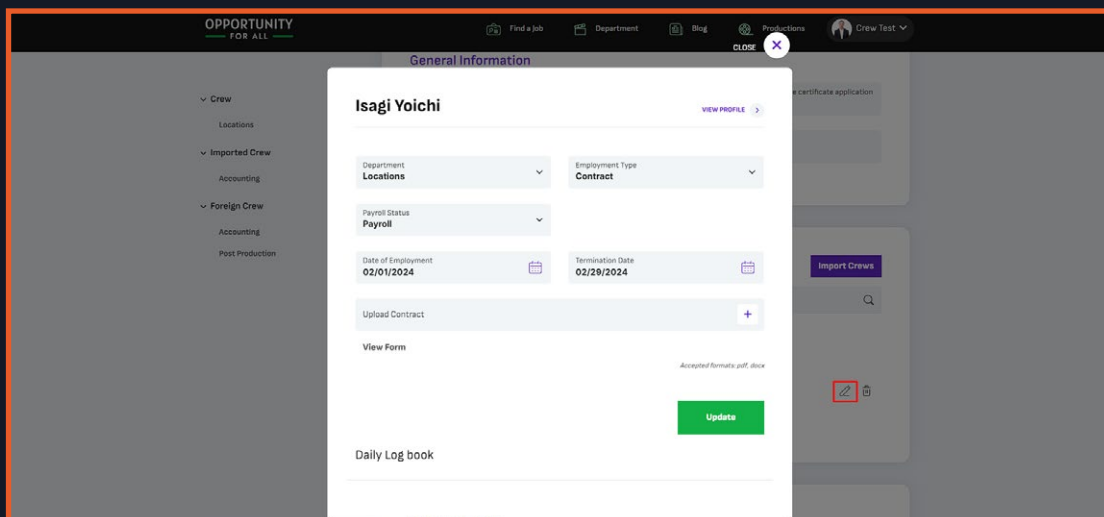 OPPORTUNITY
FOR ALL
Find a Job
Department
Blog
Productions
Crew Test
CLOSE
General Information
e certificate application
Crew
Locations
Imported Crew
Accounting
Foreign Crew
Accounting
Post Production
Isagi Yoichi
VIEW PROFILE
Department
Locations
Employment Type
Contract
Payroll Status
Payroll
Date of Employment
02/01/2024
Termination Date
02/29/2024
Import Crews
Upload Contract
View Form
Accepted formats: pdf, docx
Update
Daily Log book